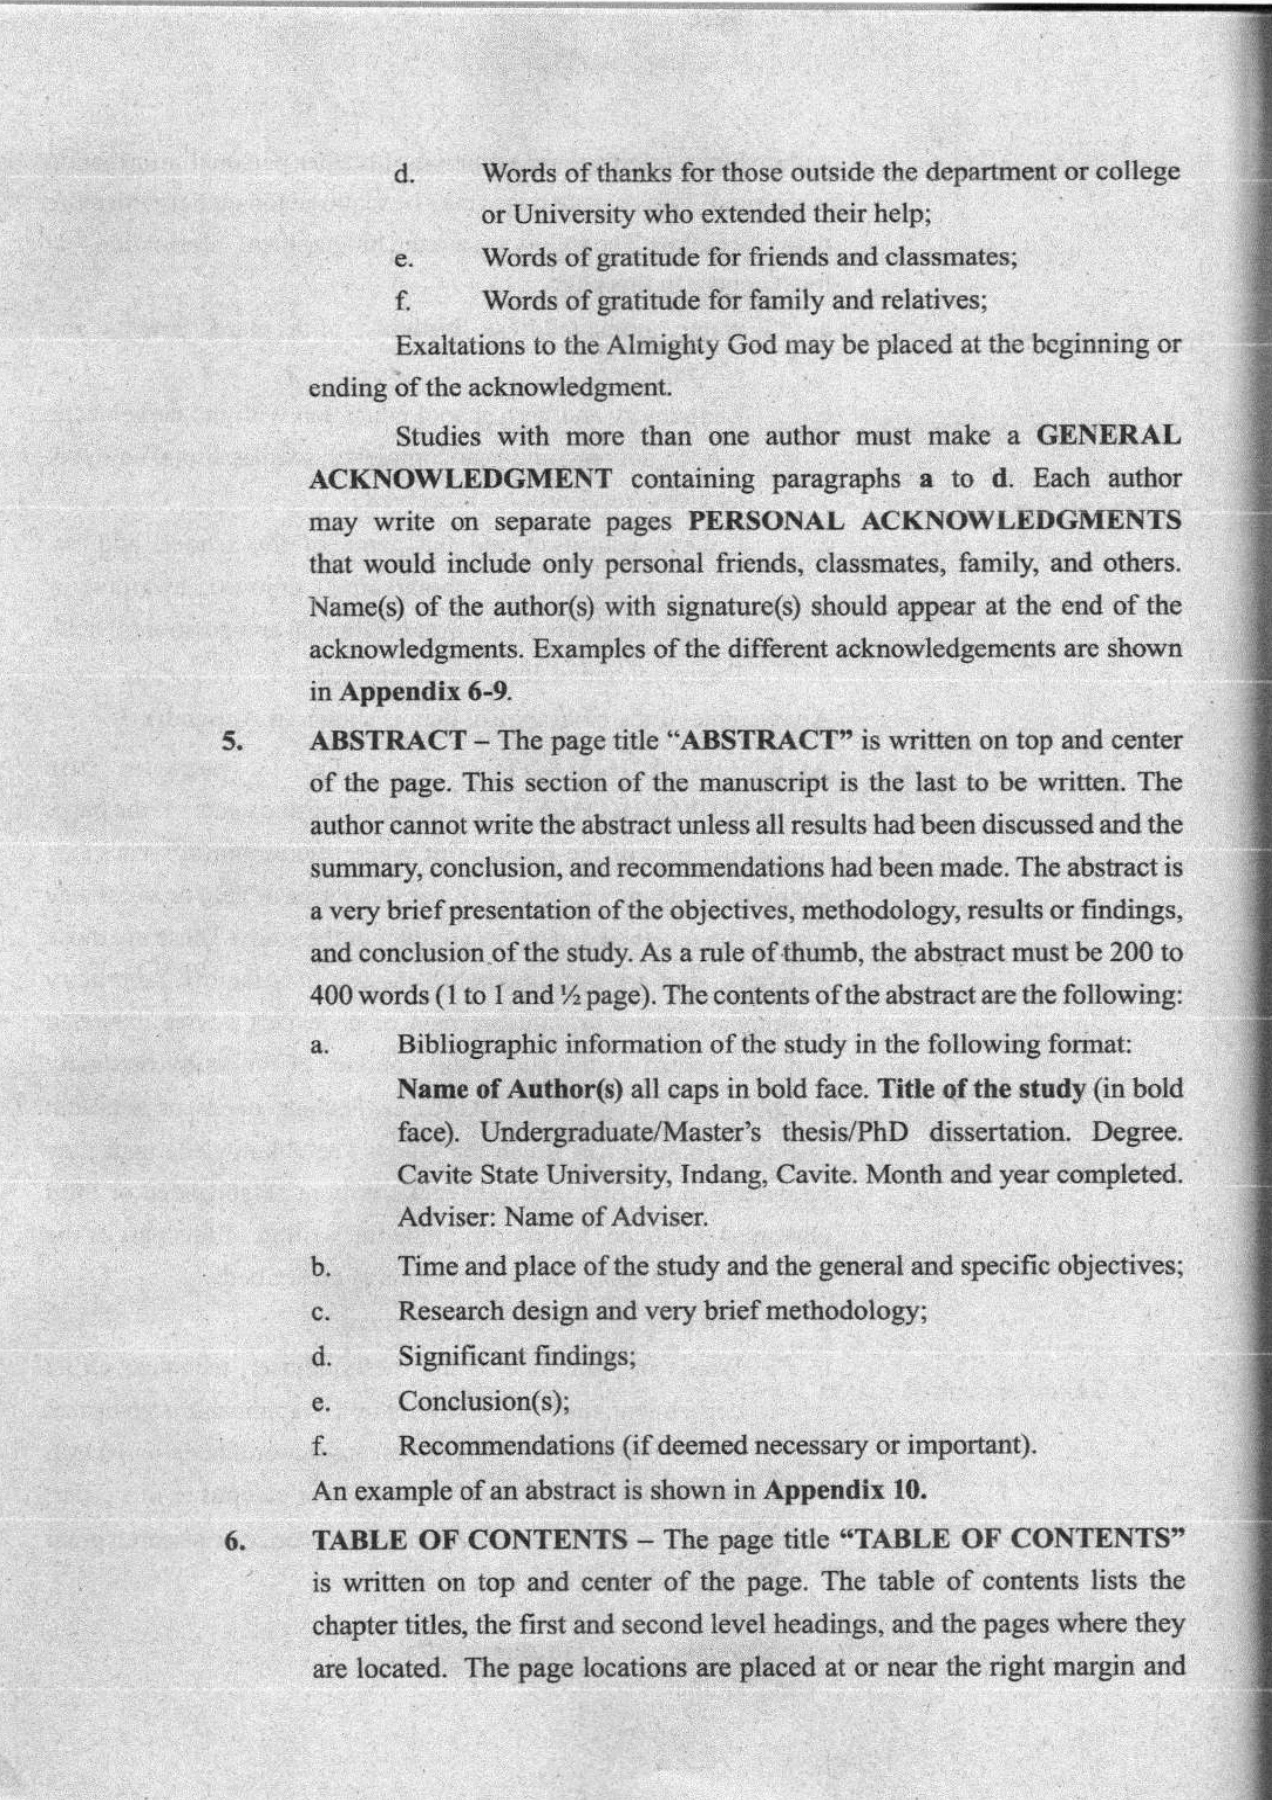 d. Words of thanks for those outside the department or college
or University who extended their help;
e. Words of gratitude for friends and classmates;
f. Words of gratitude for family and relatives;
Exaltations to the Almighty God may be placed at the beginning or
ending of the acknowledgment.
Studies with more than one author must make a GENERAL
ACKNOWLEDGMENT containing paragraphs a to d. Each author
may write on separate pages PERSONAL ACKNOWLEDGMENTS
that would include only personal friends, classmates, family, and others.
Name(s) of the author(s) with signature(s) should appear at the end of the
acknowledgments. Examples of the different acknowledgements are shown
in Appendix 6-9.
5. ABSTRACT – The page title “ABSTRACT” is written on top and center
of the page. This section of the manuscript is the last to be written. The
author cannot write the abstract unless all results had been discussed and the
summary, conclusion, and recommendations had been made. The abstract is
a very brief presentation of the objectives, methodology, results or findings,
and conclusion of the study. As a rule of thumb, the abstract must be 200 to
400 words (1 to 1 and ½ page). The contents of the abstract are the following:
a. Bibliographic information of the study in the following format:
Name of Author(s) all caps in bold face. Title of the study (in bold
face). Undergraduate/Master’s thesis/PhD dissertation. Degree.
Cavite State University, Indang, Cavite. Month and year completed.
Adviser: Name of Adviser.
b. Time and place of the study and the general and specific objectives;
c. Research design and very brief methodology;
d. Significant findings;
e. Conclusion(s);
f. Recommendations (if deemed necessary or important).
An example of an abstract is shown in Appendix 10.
6. TABLE OF CONTENTS – The page title “TABLE OF CONTENTS”
is written on top and center of the page. The table of contents lists the
chapter titles, the first and second level headings, and the pages where they
are located. The page locations are placed at or near the right margin and